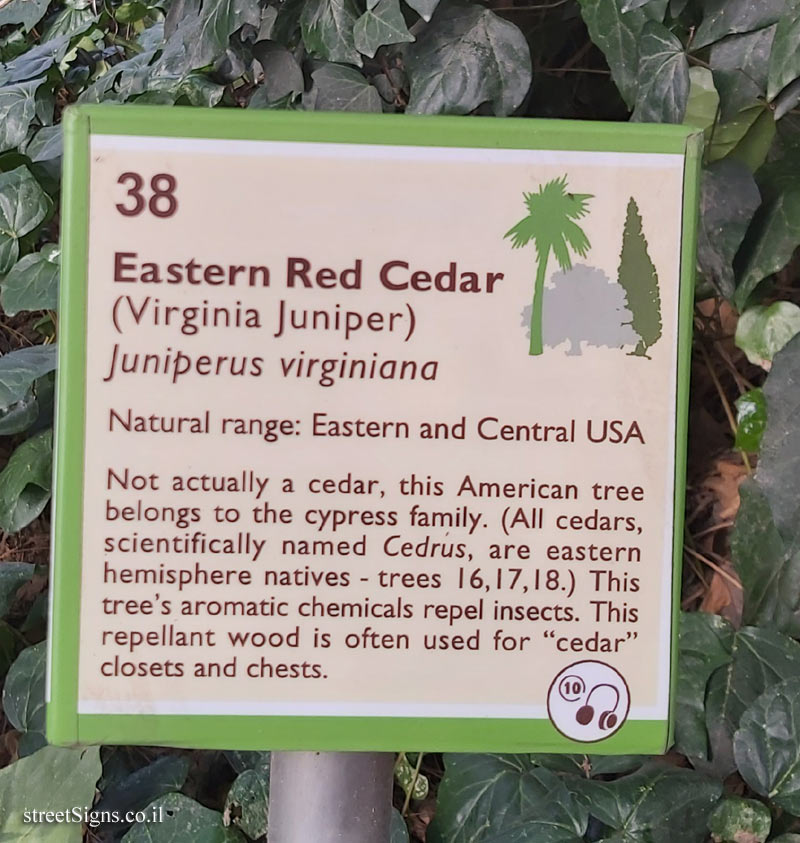 38
Eastern Red Cedar
(Virginia Juniper)
Juniperus virginiana
Natural range: Eastern and Central USA
Not actually a cedar, this American tree
belongs to the cypress family. (All cedars,
scientifically named Cedrus, are eastern
hemisphere natives - trees 16,17,18.) This
tree's aromatic chemicals repel insects. This
repellant wood is often used for "cedar"
closets and chests.
10
streetSigns.co.il